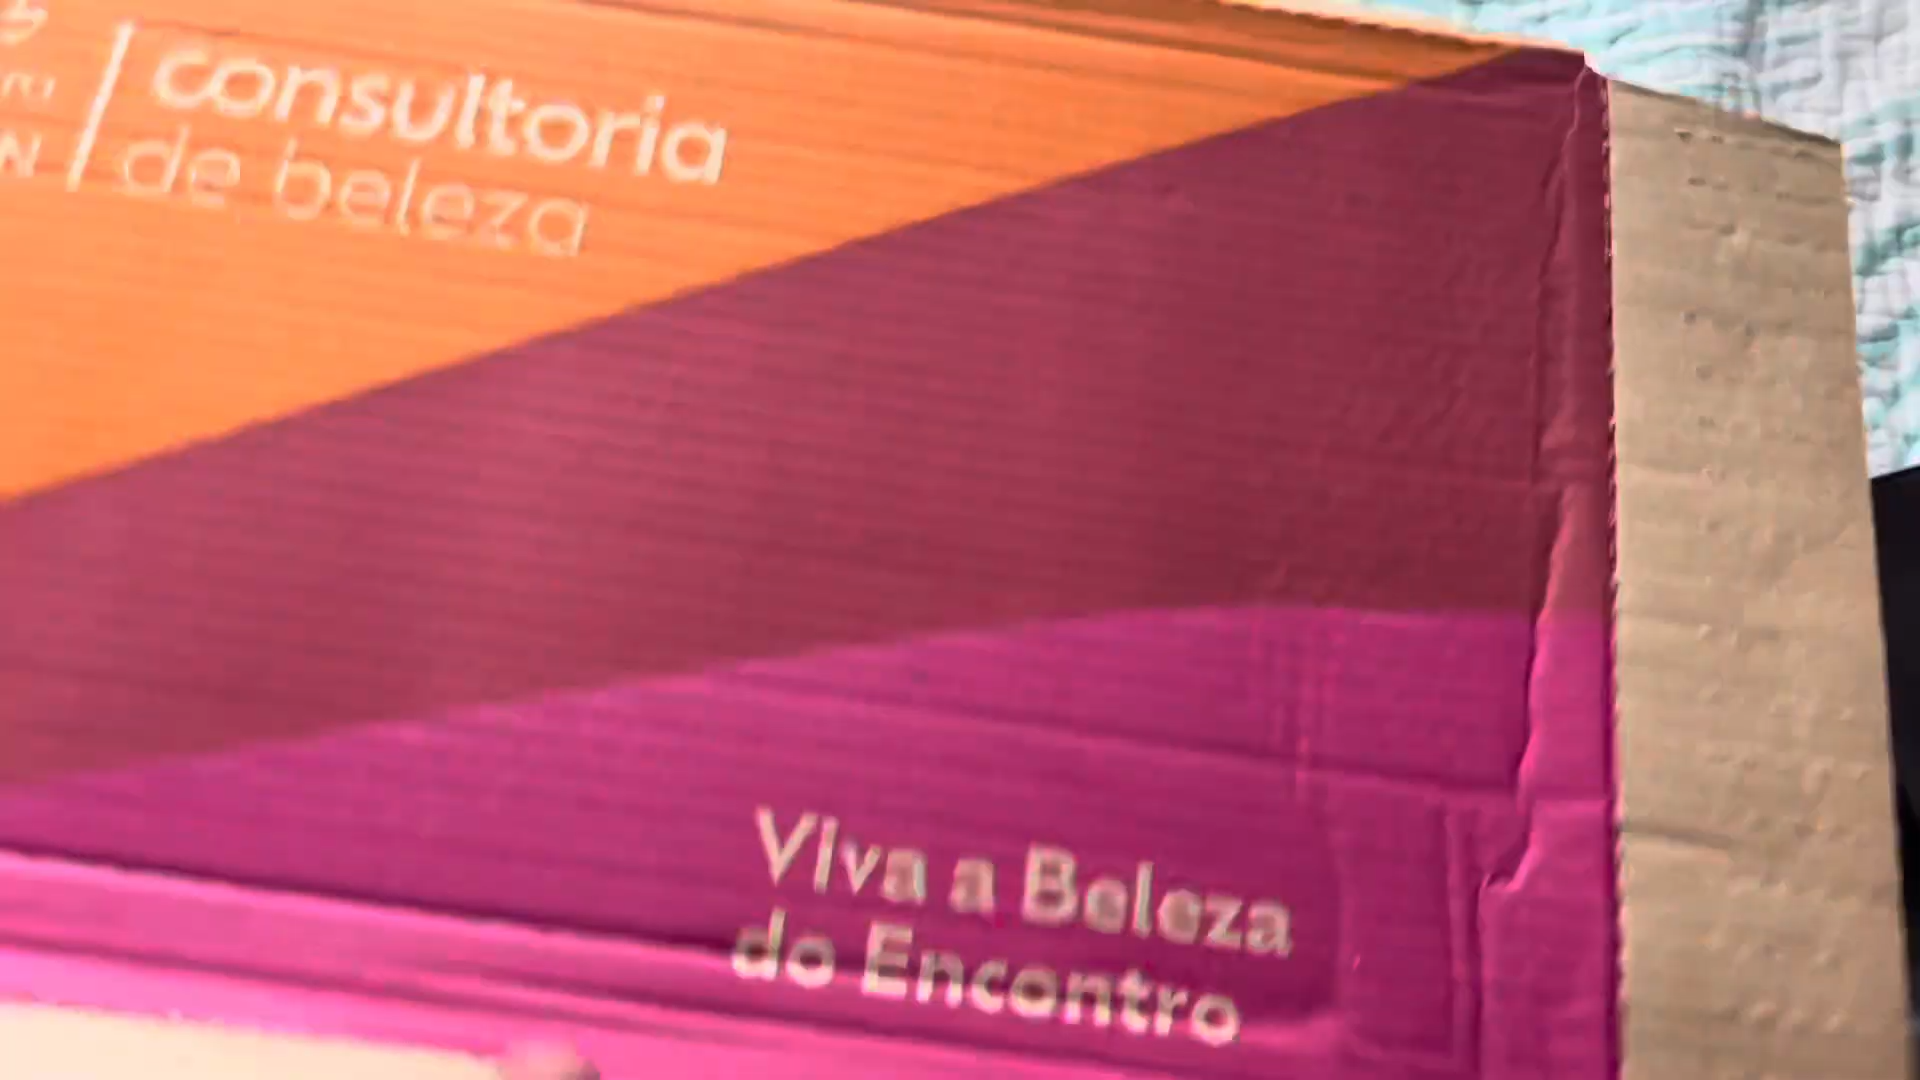 consultoria
de beleza
Viva a Beleza
do Encontro